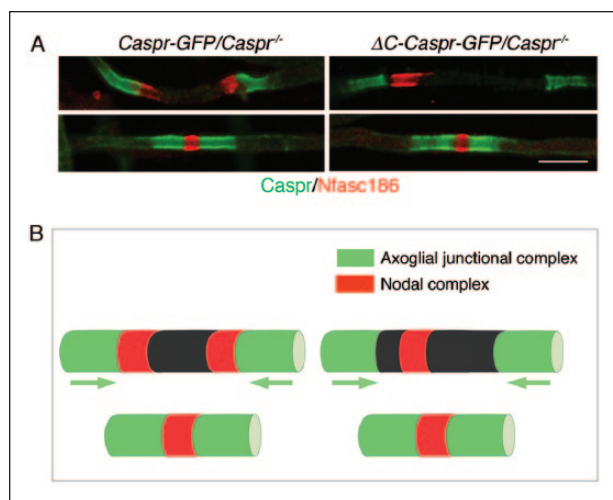 A
Caspr-GFP/Caspr-/-
ΔC-Caspr-GFP/Caspr-/-
Caspr/Nfasc186
B
Axoglial junctional complex
Nodal complex